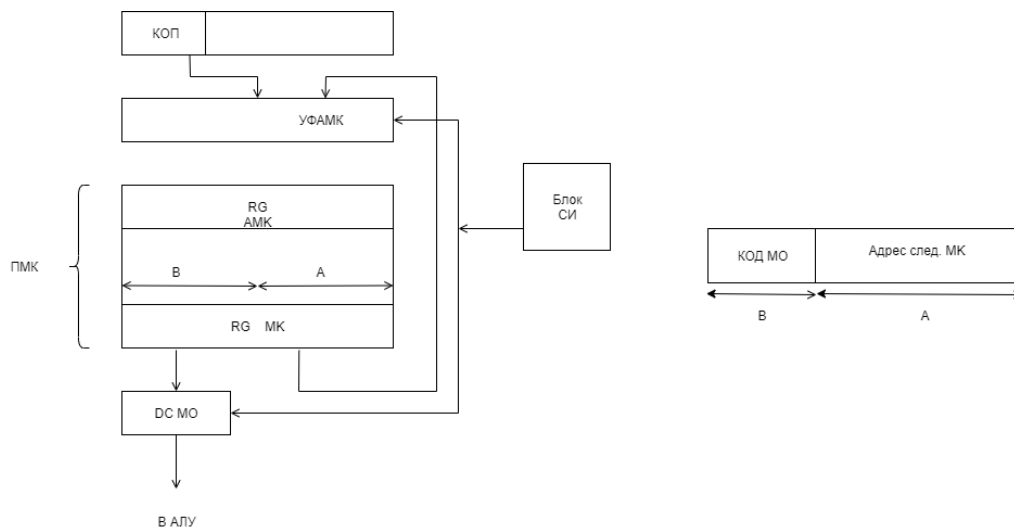 КОП
УФАМК
RG
АМК
Блок
СИ
ПМК
В
А
RG МК
КОД МО
Адрес след. МК
В
А
DC МО
В АЛУ